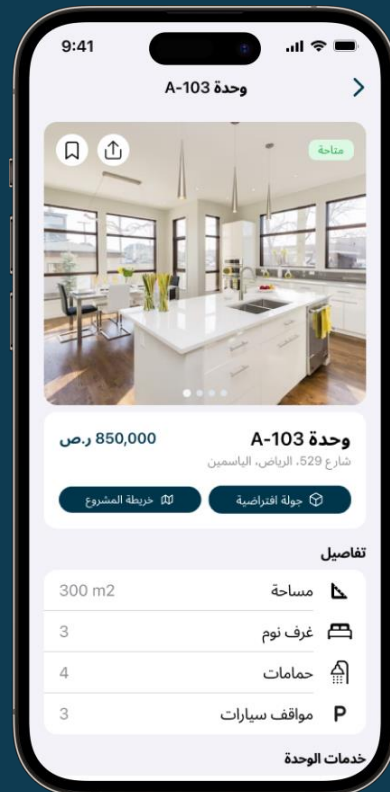 9:41
وحدة A-103
متاحة
وحدة A-103
850,000 ر.ص
شارع 529، الرياض، الياسمين
جولة افتراضية
خريطة المشروع
تفاصيل
مساحة 300 m2
غرف نوم 3
حمامات 4
P مواقف سيارات 3
خدمات الوحدة